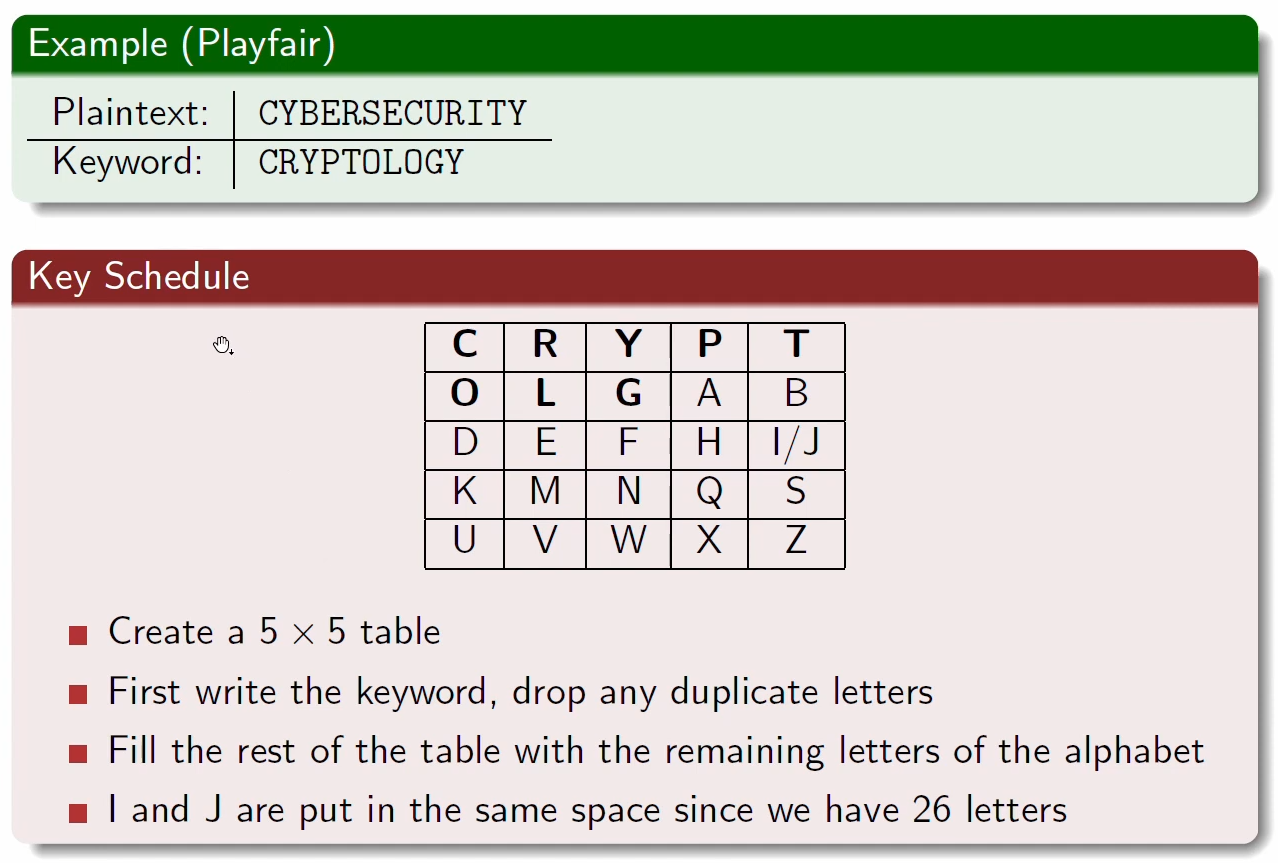 Example (Playfair)
Plaintext: CYBERSECURITY
Keyword: CRYPTOLOGY
Key Schedule
C R Y P T
O L G A B
D E F H I/J
K M N Q S
U V W X Z
Create a 5 × 5 table
First write the keyword, drop any duplicate letters
Fill the rest of the table with the remaining letters of the alphabet
I and J are put in the same space since we have 26 letters